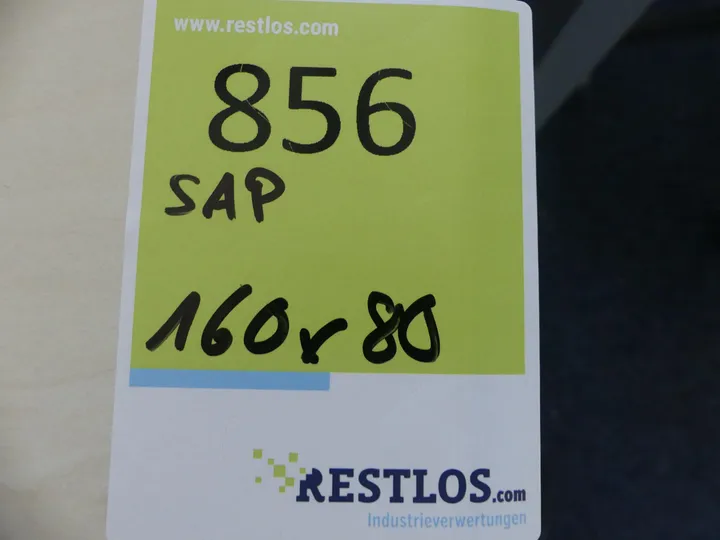 www.restlos.com
856
SAP
160x80
RESTLOS.com
Industrieverwertungen